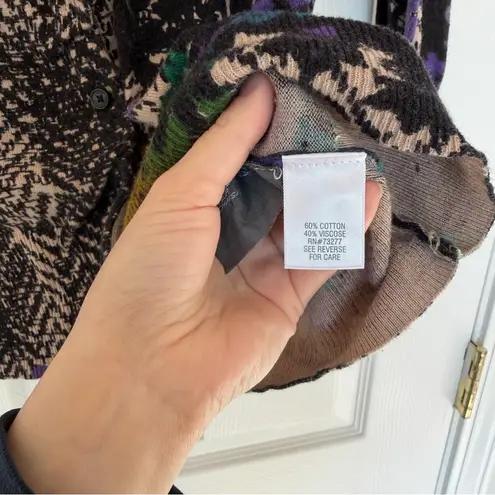 60% COTTON
40% VISCOSE
RN#73277
SEE REVERSE
FOR CARE